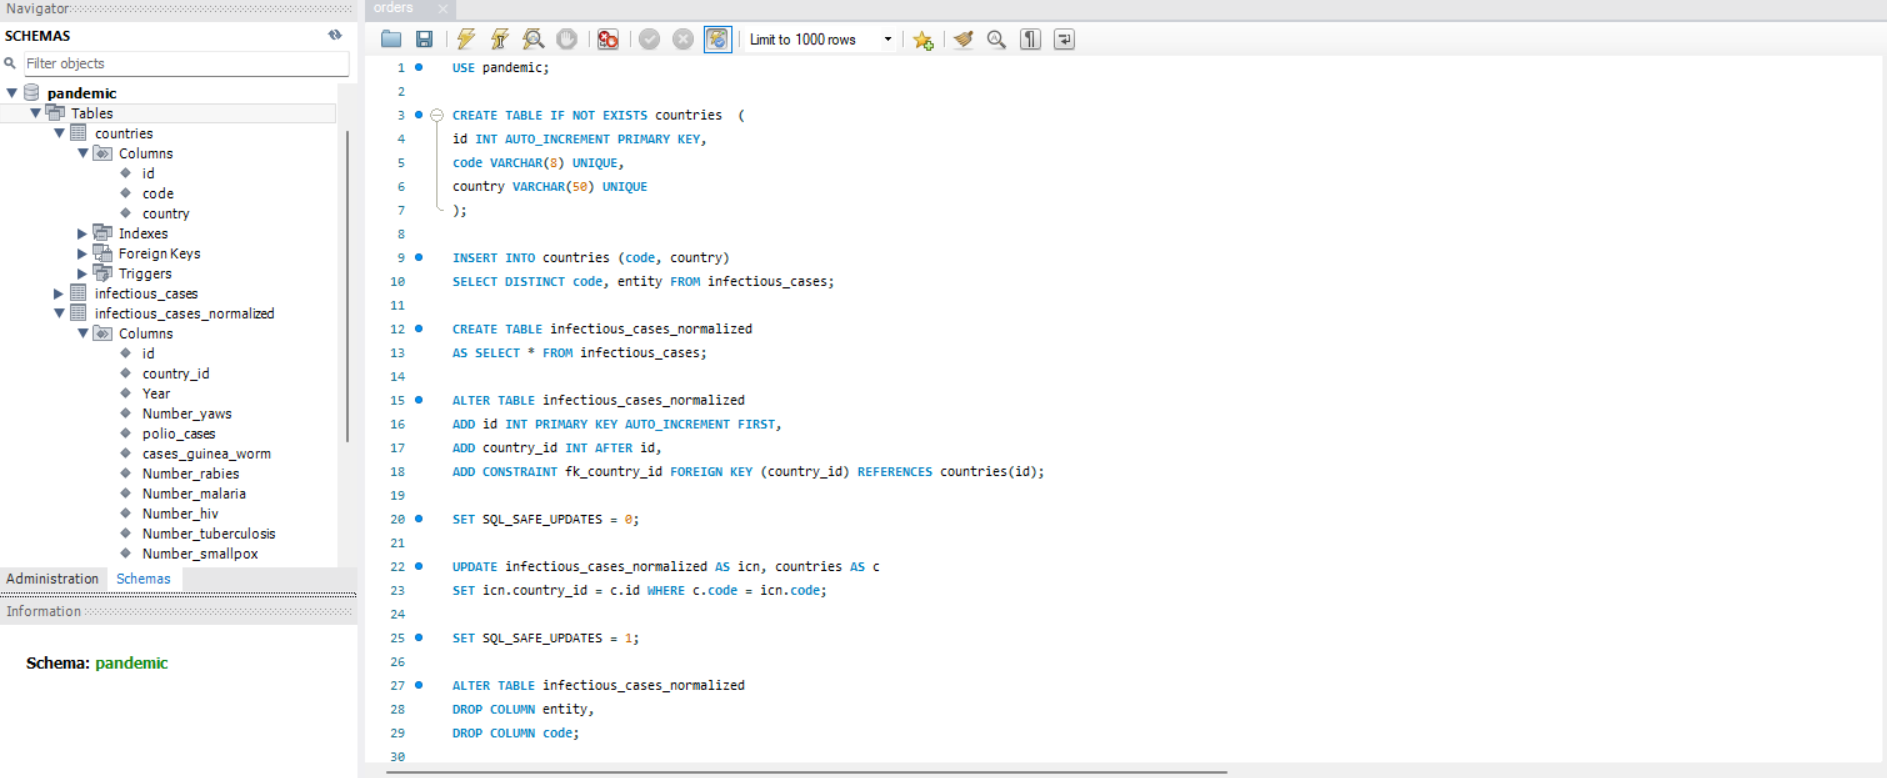 Navigator
SCHEMAS
Filter objects
pandemic
Tables
countries
Columns
id
code
country
Indexes
Foreign Keys
Triggers
infectious_cases
infectious_cases_normalized
Columns
id
country_id
Year
Number_yaws
polio_cases
cases_guinea_worm
Number_rabies
Number_malaria
Number_hiv
Number_tuberculosis
Number_smallpox
Administration Schemas
Information
Schema: pandemic
orders
Limit to 1000 rows
1 USE pandemic;
2
3 CREATE TABLE IF NOT EXISTS countries (
4 id INT AUTO_INCREMENT PRIMARY KEY,
5 code VARCHAR(8) UNIQUE,
6 country VARCHAR(50) UNIQUE
7 );
8
9 INSERT INTO countries (code, country)
10 SELECT DISTINCT code, entity FROM infectious_cases;
11
12 CREATE TABLE infectious_cases_normalized
13 AS SELECT * FROM infectious_cases;
14
15 ALTER TABLE infectious_cases_normalized
16 ADD id INT PRIMARY KEY AUTO_INCREMENT FIRST,
17 ADD country_id INT AFTER id,
18 ADD CONSTRAINT fk_country_id FOREIGN KEY (country_id) REFERENCES countries(id);
19
20 SET SQL_SAFE_UPDATES = 0;
21
22 UPDATE infectious_cases_normalized AS icn, countries AS c
23 SET icn.country_id = c.id WHERE c.code = icn.code;
24
25 SET SQL_SAFE_UPDATES = 1;
26
27 ALTER TABLE infectious_cases_normalized
28 DROP COLUMN entity,
29 DROP COLUMN code;
30